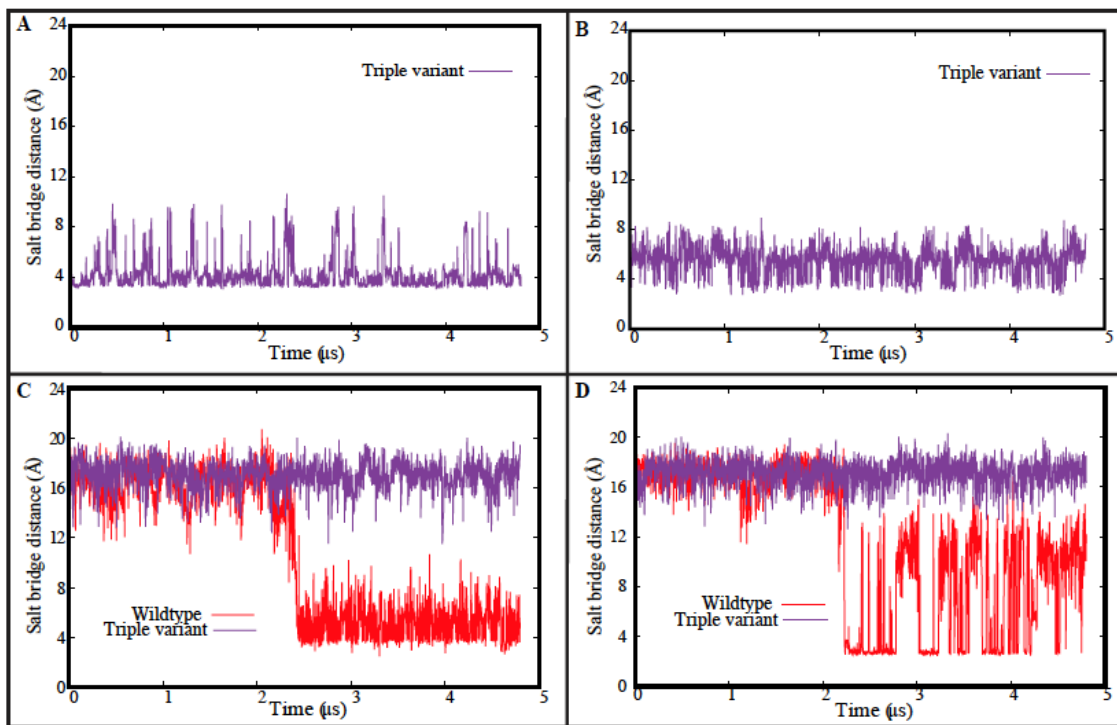 A
24
20
16
12
8
4
0
Salt bridge distance (Å)
Triple variant
0 1 2 3 4 5
Time (µs)
B
24
20
16
12
8
4
0
Salt bridge distance (Å)
Triple variant
0 1 2 3 4 5
Time (µs)
C
24
20
16
12
8
4
0
Salt bridge distance (Å)
Wildtype
Triple variant
0 1 2 3 4 5
Time (µs)
D
24
20
16
12
8
4
0
Salt bridge distance (Å)
Wildtype
Triple variant
0 1 2 3 4 5
Time (µs)